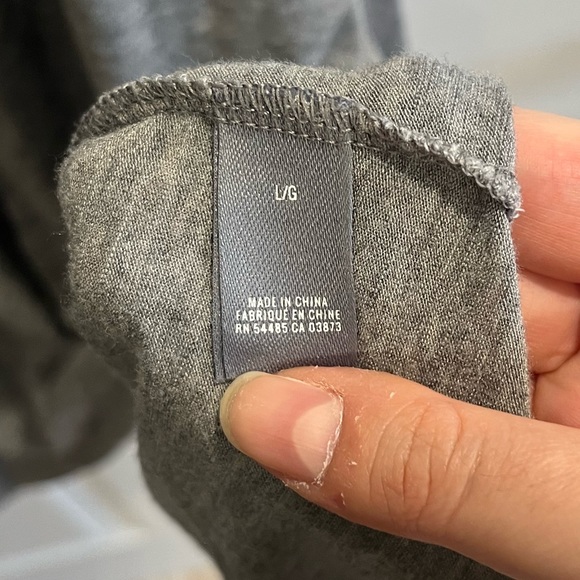 L/G
MADE IN CHINA
FABRIQUÉ EN CHINE
RN 54485 CA 03873